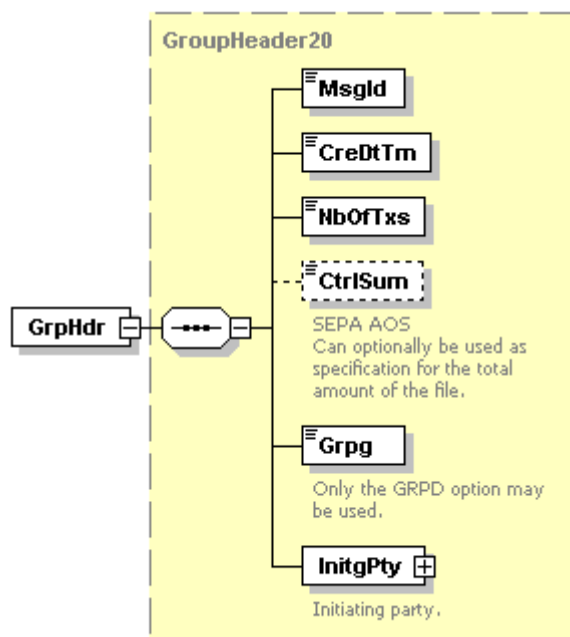 GroupHeader20
MsgId
CreDtTm
NbOfTxs
CtrlSum
SEPA AOS
Can optionally be used as
specification for the total
amount of the file.
GrpHdr
Grpg
Only the GRPD option may
be used.
InitgPty
Initiating party.